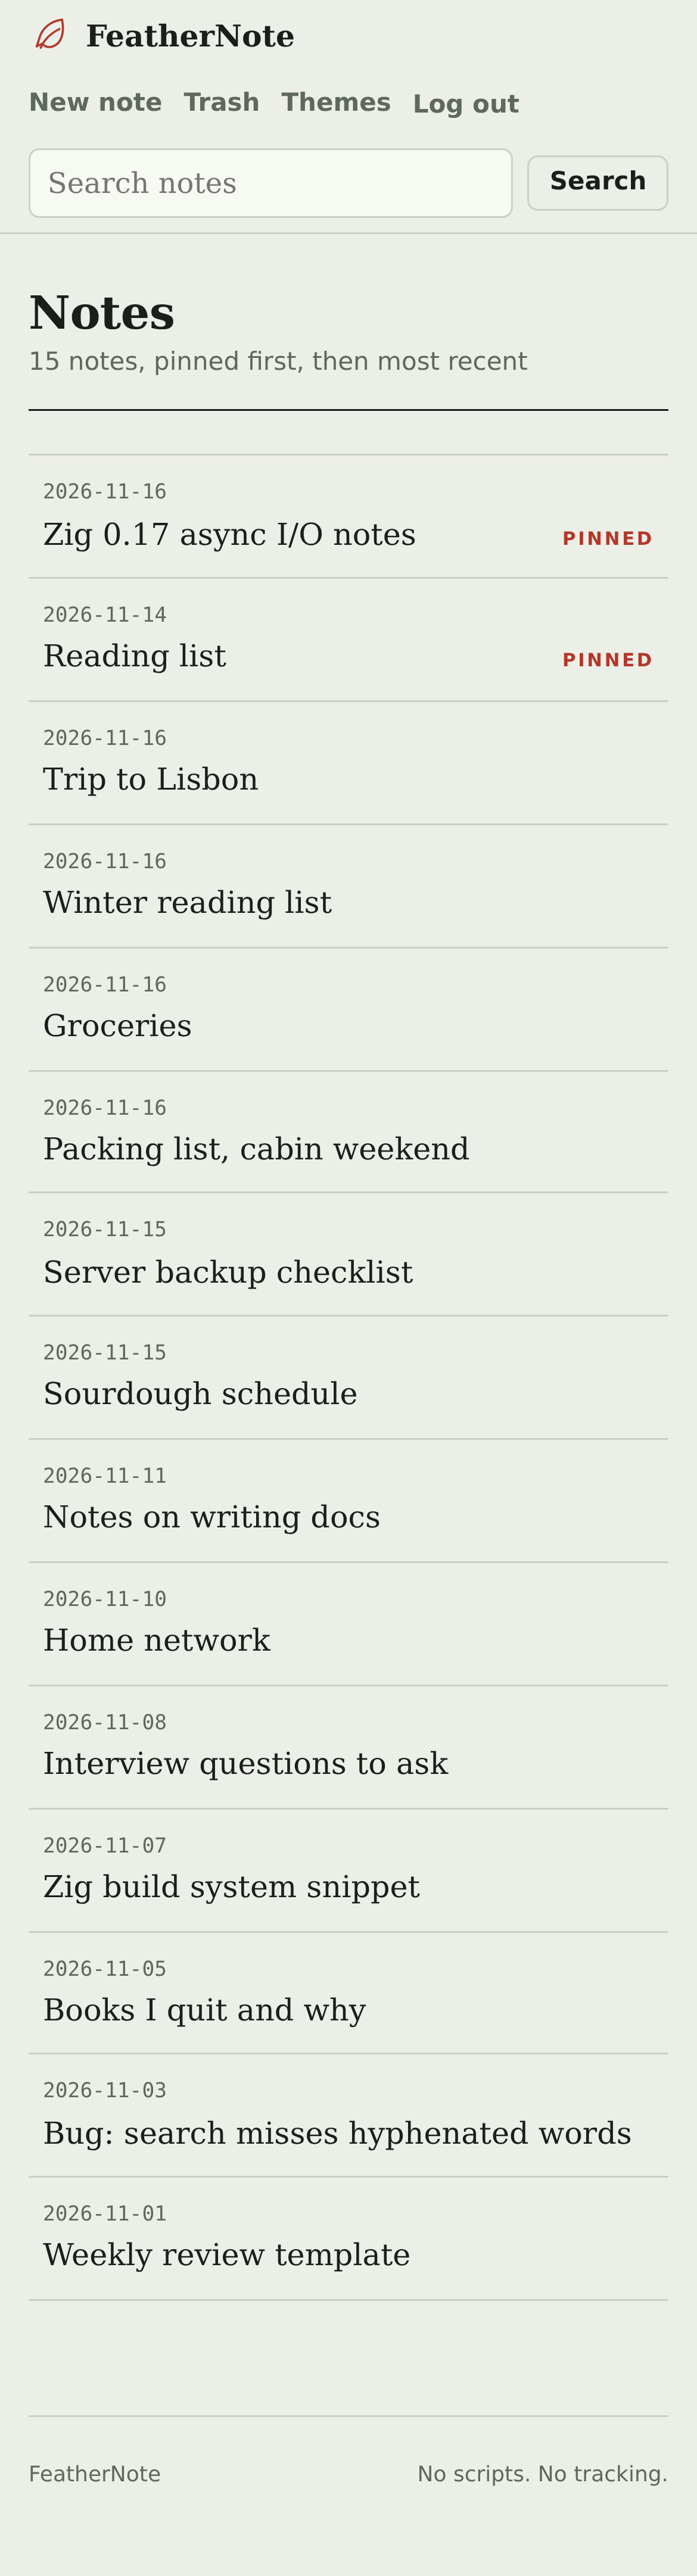 FeatherNote
New note Trash Themes Log out
Search notes Search
Notes
15 notes, pinned first, then most recent
2026-11-16
Zig 0.17 async I/O notes PINNED
2026-11-14
Reading list PINNED
2026-11-16
Trip to Lisbon
2026-11-16
Winter reading list
2026-11-16
Groceries
2026-11-16
Packing list, cabin weekend
2026-11-15
Server backup checklist
2026-11-15
Sourdough schedule
2026-11-11
Notes on writing docs
2026-11-10
Home network
2026-11-08
Interview questions to ask
2026-11-07
Zig build system snippet
2026-11-05
Books I quit and why
2026-11-03
Bug: search misses hyphenated words
2026-11-01
Weekly review template
FeatherNote No scripts. No tracking.